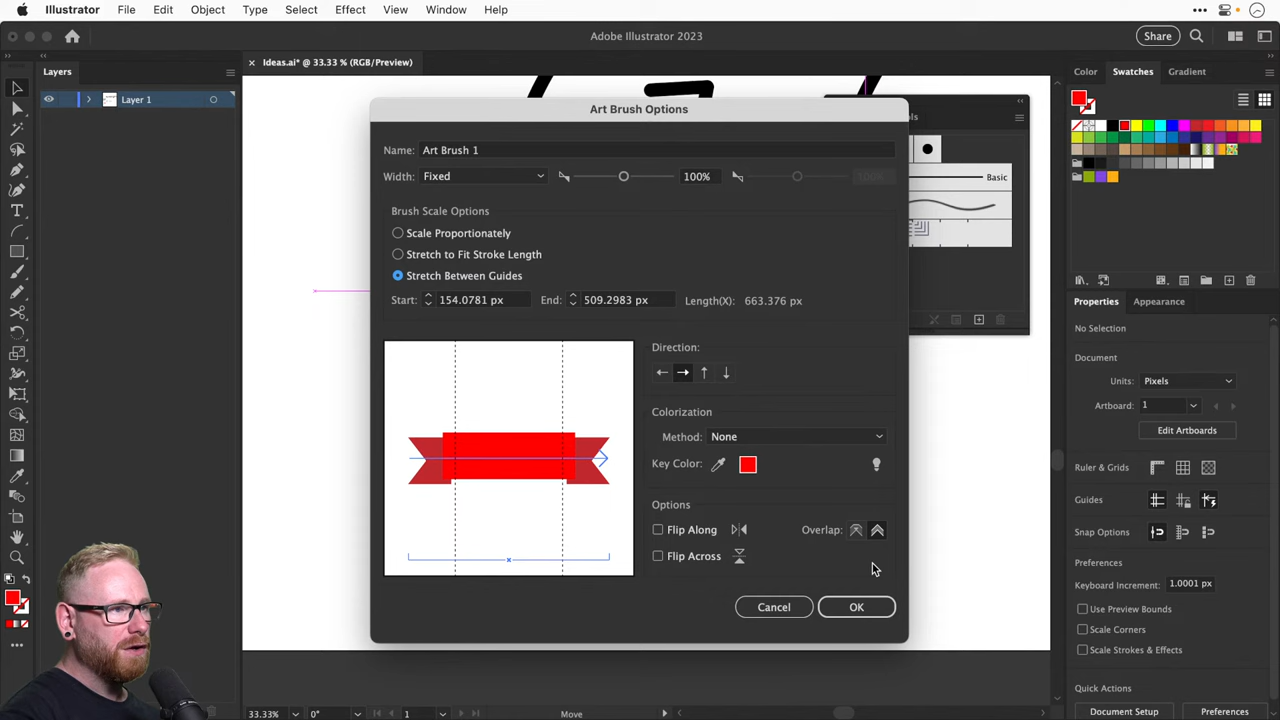 Illustrator File Edit Object Type Select Effect View Window Help
Adobe Illustrator 2023
Share
Layers
× Ideas.ai* @ 33.33 % (RGB/Preview)
Color Swatches Gradient
Layer 1
Art Brush Options
Name: Art Brush 1
Width: Fixed 100% 100%
Basic
Brush Scale Options
Scale Proportionately
Stretch to Fit Stroke Length
Stretch Between Guides
Start: 154.0781 px End: 509.2983 px Length(X): 663.376 px
Direction:
Colorization
Method: None
Key Color:
Options
Flip Along
Overlap:
Flip Across
Cancel OK
Properties Appearance
No Selection
Document
Units: Pixels
Artboard: 1
Edit Artboards
Ruler & Grids
Guides
Snap Options
Preferences
Keyboard Increment: 1.0001 px
Use Preview Bounds
Scale Corners
Scale Strokes & Effects
Quick Actions
Document Setup Preferences
33.33% 0° 1 Move